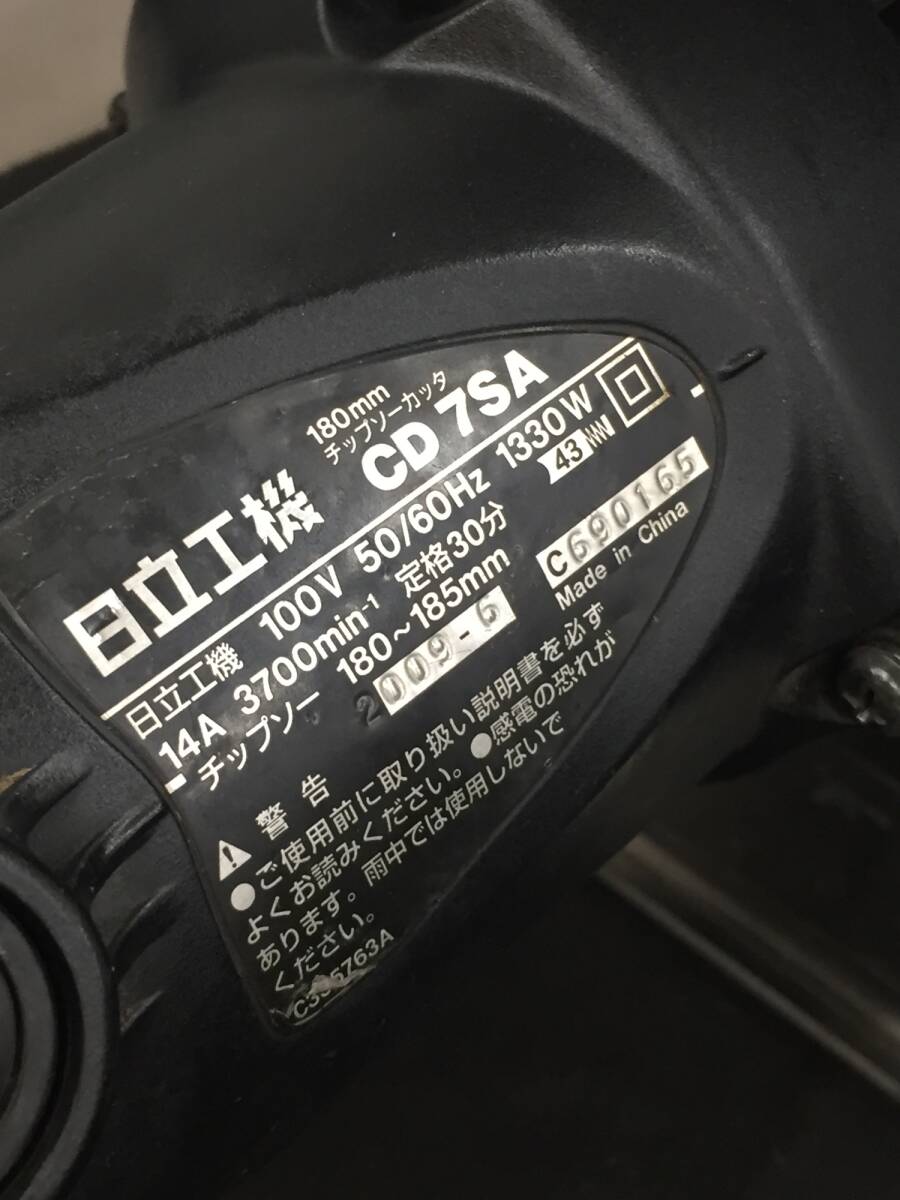 180mm
チップソーカッタ
日立工機 CD 7SA
日立工機 100V 50/60Hz 1330W
14A 3700min⁻¹ 定格30分 43
チップソー 180~185mm
2009-6
C690165
Made in China
⚠警告
●ご使用前に取り扱い説明書を必ず
よくお読みください。●感電の恐れが
あります。雨中では使用しないで
ください。